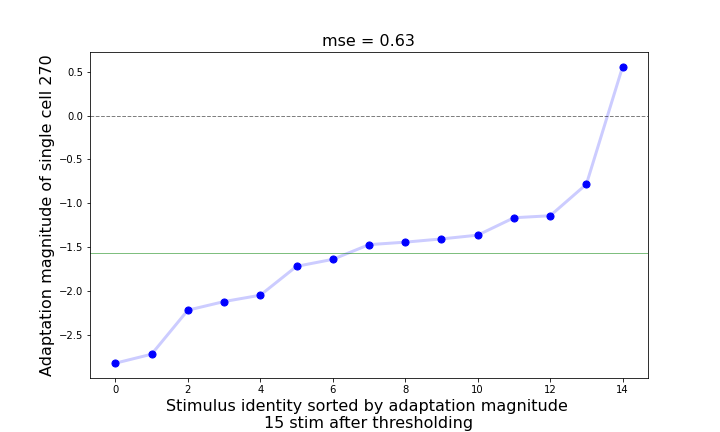 mse = 0.63
Adaptation magnitude of single cell 270
0.5
0.0
−0.5
−1.0
−1.5
−2.0
−2.5
0 2 4 6 8 10 12 14
Stimulus identity sorted by adaptation magnitude
15 stim after thresholding